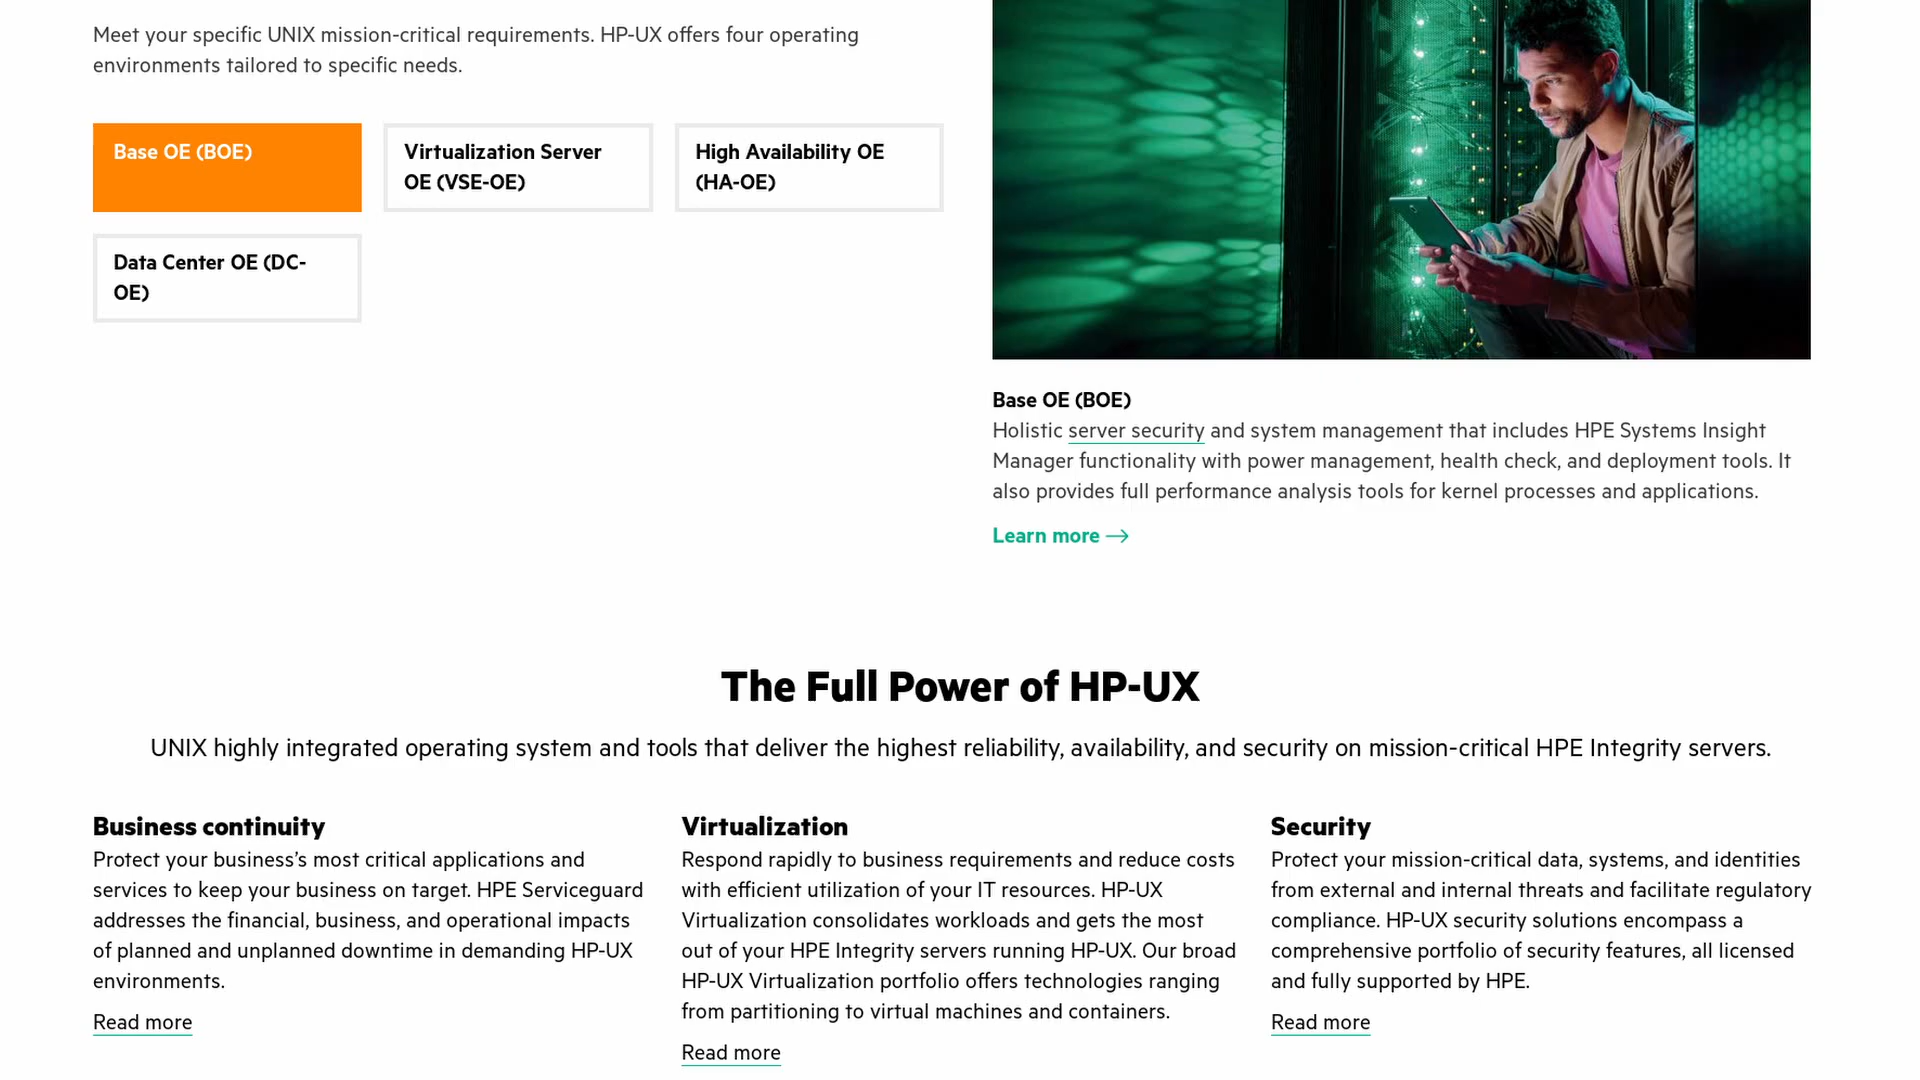 Meet your specific UNIX mission-critical requirements. HP-UX offers four operating
environments tailored to specific needs.
Base OE (BOE)
Virtualization Server
OE (VSE-OE)
High Availability OE
(HA-OE)
Data Center OE (DC-
OE)
Base OE (BOE)
Holistic server security and system management that includes HPE Systems Insight
Manager functionality with power management, health check, and deployment tools. It
also provides full performance analysis tools for kernel processes and applications.
Learn more →
The Full Power of HP-UX
UNIX highly integrated operating system and tools that deliver the highest reliability, availability, and security on mission-critical HPE Integrity servers.
Business continuity
Protect your business’s most critical applications and
services to keep your business on target. HPE Serviceguard
addresses the financial, business, and operational impacts
of planned and unplanned downtime in demanding HP-UX
environments.
Read more
Virtualization
Respond rapidly to business requirements and reduce costs
with efficient utilization of your IT resources. HP-UX
Virtualization consolidates workloads and gets the most
out of your HPE Integrity servers running HP-UX. Our broad
HP-UX Virtualization portfolio offers technologies ranging
from partitioning to virtual machines and containers.
Read more
Security
Protect your mission-critical data, systems, and identities
from external and internal threats and facilitate regulatory
compliance. HP-UX security solutions encompass a
comprehensive portfolio of security features, all licensed
and fully supported by HPE.
Read more